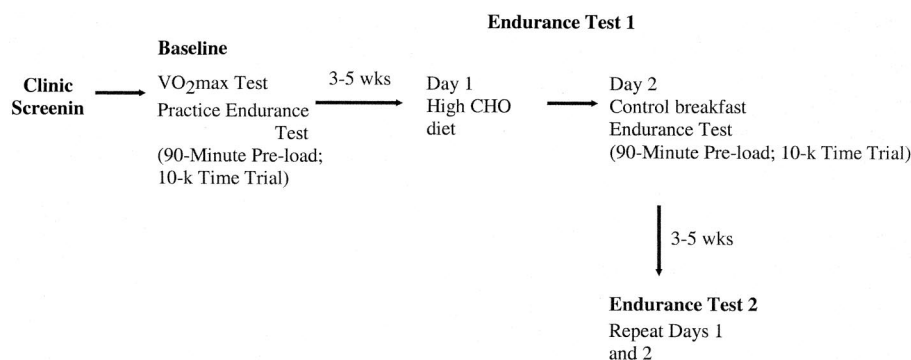 Endurance Test 1
Baseline
Clinic
Screenin
VO2max Test
Practice Endurance
Test
(90-Minute Pre-load;
10-k Time Trial)
3-5 wks
Day 1
High CHO
diet
Day 2
Control breakfast
Endurance Test
(90-Minute Pre-load; 10-k Time Trial)
3-5 wks
Endurance Test 2
Repeat Days 1
and 2